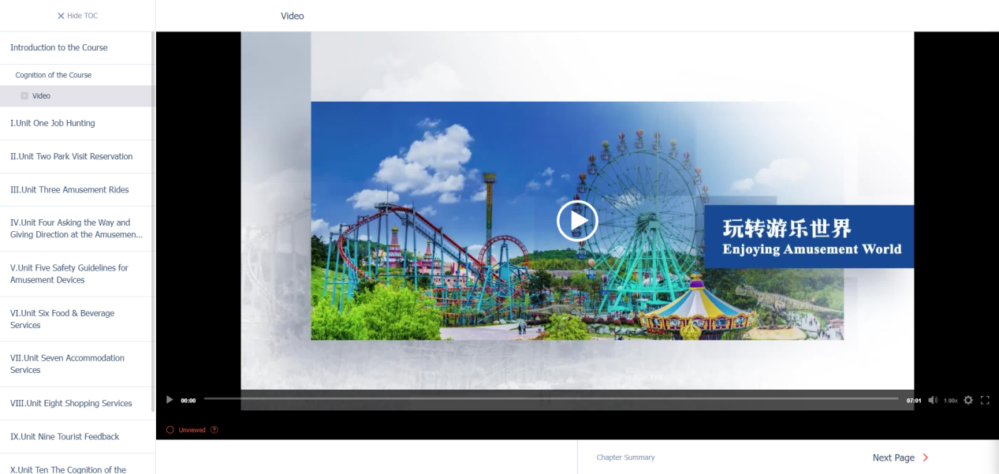 Hide TOC
Video
Introduction to the Course
Cognition of the Course
Video
I.Unit One Job Hunting
II.Unit Two Park Visit Reservation
III.Unit Three Amusement Rides
IV.Unit Four Asking the Way and
Giving Direction at the Amusemen...
V.Unit Five Safety Guidelines for
Amusement Devices
VI.Unit Six Food & Beverage
Services
VII.Unit Seven Accommodation
Services
VIII.Unit Eight Shopping Services
IX.Unit Nine Tourist Feedback
X.Unit Ten The Cognition of the
玩转游乐世界
Enjoying Amusement World
00:00
07:01
1.00x
Unviewed ?
Chapter Summary
Next Page